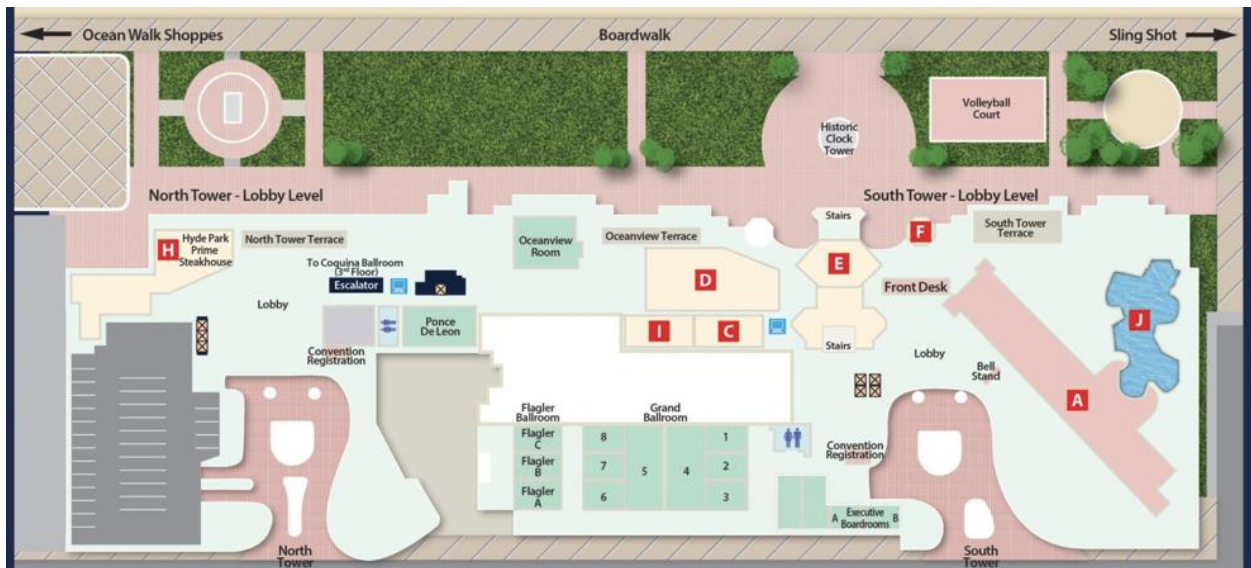 Ocean Walk Shoppes
Boardwalk
Sling Shot
Volleyball
Court
Historic
Clock
Tower
North Tower - Lobby Level
South Tower - Lobby Level
Stairs
F
South Tower
Terrace
H
Hyde Park
Prime
Steakhouse
North Tower Terrace
Oceanview
Room
Oceanview Terrace
To Coquina Ballroom
(3rd Floor)
Escalator
D
E
Front Desk
J
Lobby
Ponce
De Leon
I
C
Stairs
Convention
Registration
Lobby
Bell
Stand
A
Flagler
Ballroom
Grand
Ballroom
Flagler
C
8
1
Flagler
B
7
5
4
2
Flagler
A
6
3
Convention
Registration
A
Executive
Boardrooms
B
North
Tower
South
Tower